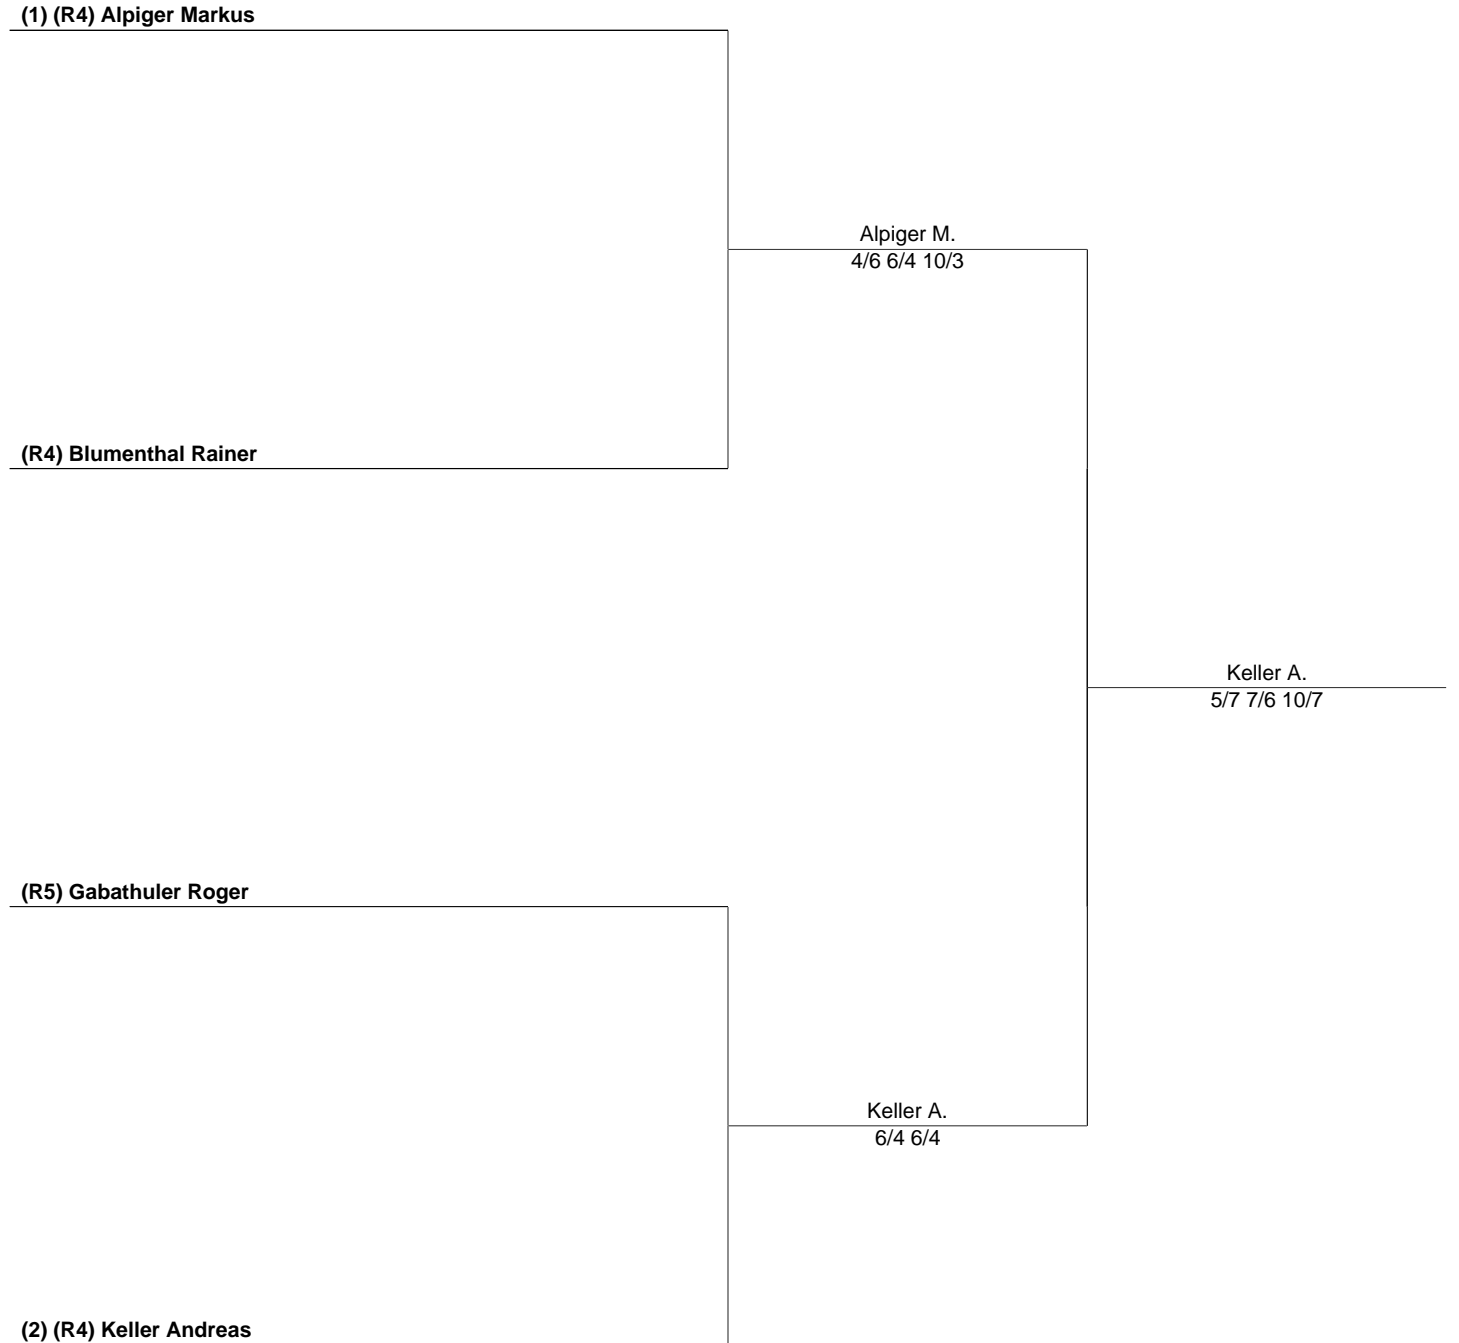 (1) (R4) Alpiger Markus
Alpiger M.
4/6 6/4 10/3
(R4) Blumenthal Rainer
Keller A.
5/7 7/6 10/7
(R5) Gabathuler Roger
Keller A.
6/4 6/4
(2) (R4) Keller Andreas